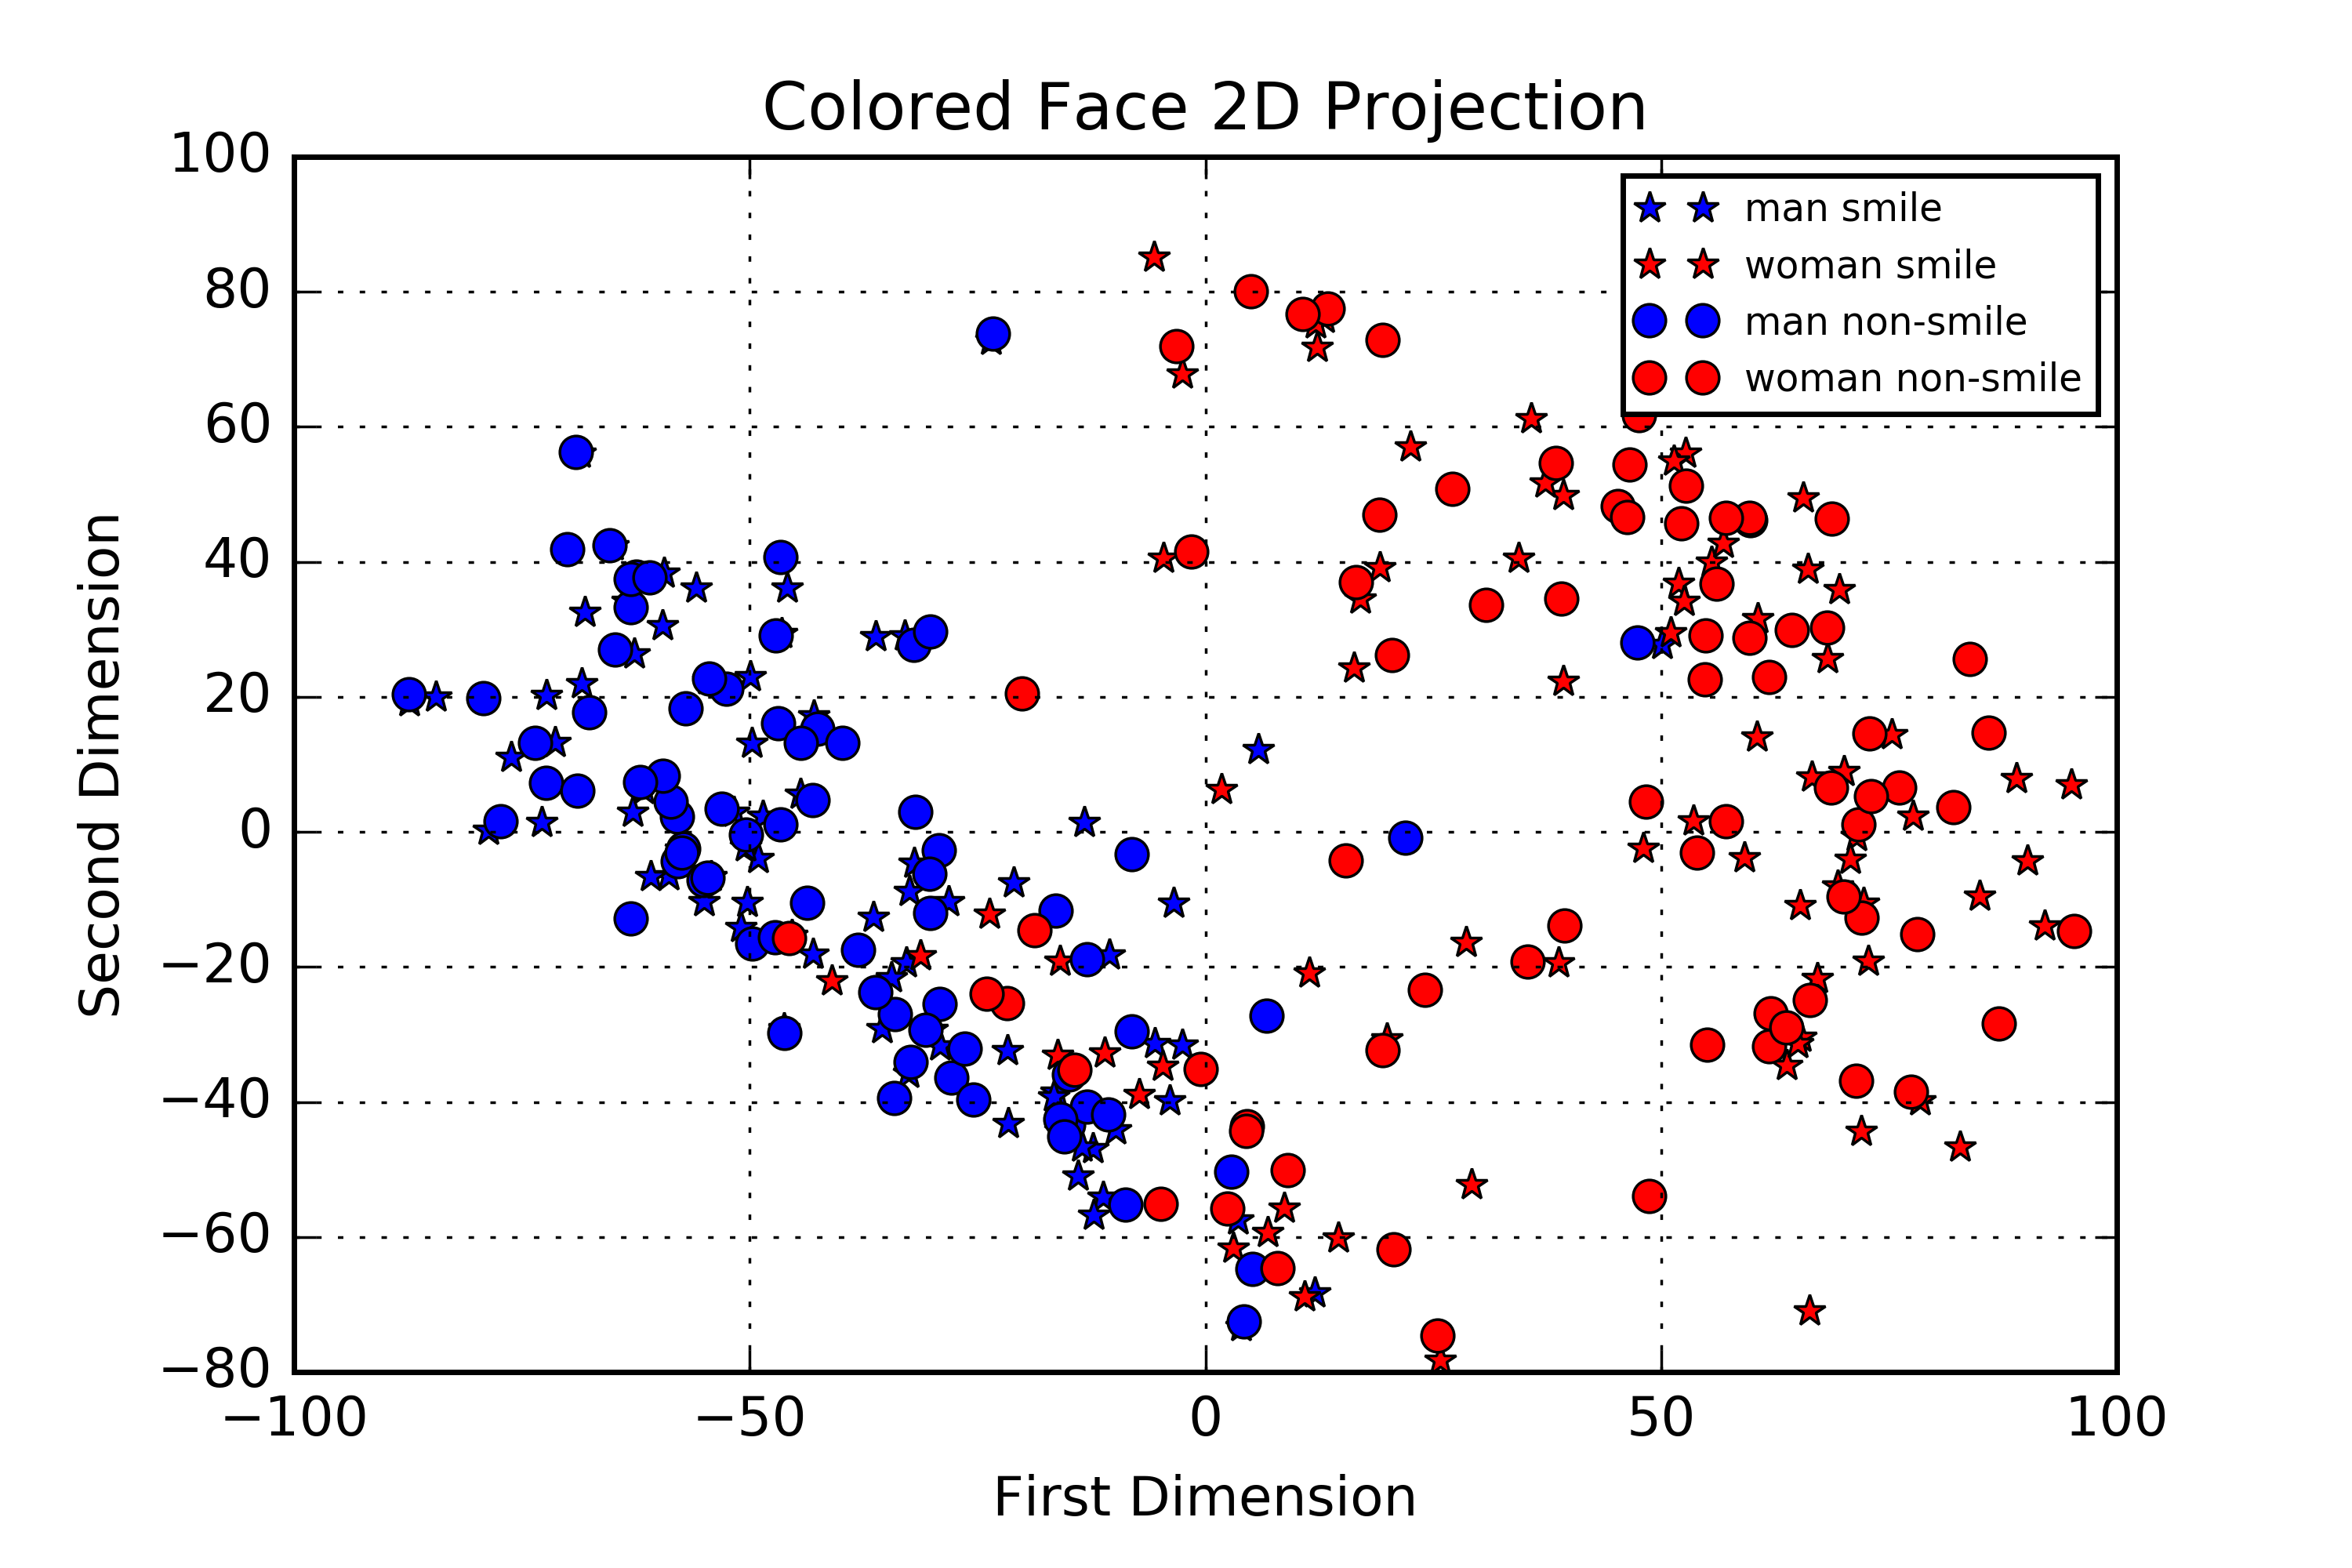 Colored Face 2D Projection
100
80
60
40
20
0
−20
−40
−60
−80
Second Dimension
man smile
woman smile
man non-smile
woman non-smile
−100 −50 0 50 100
First Dimension